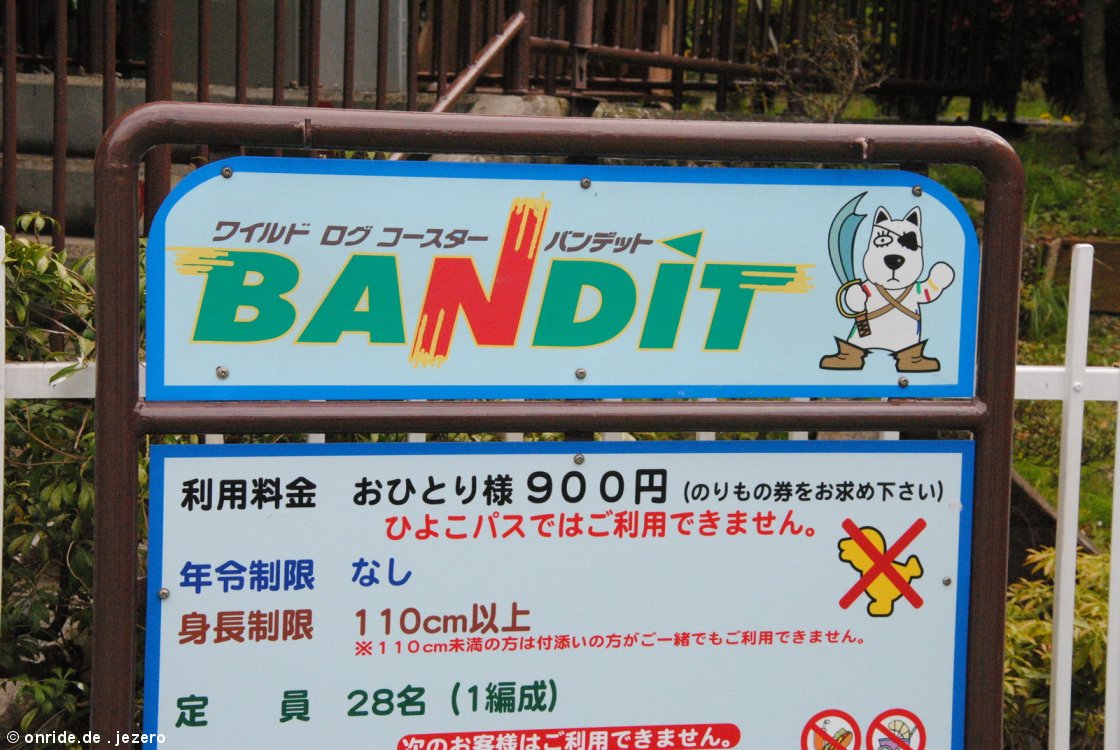 ワイルド ログ コースター バンデット
BANDIT
利用料金 おひとり様 900円 (のりもの券をお求め下さい)
ひよこパスではご利用できません。
年令制限 なし
身長制限 110cm以上
※110cm未満の方は付添いの方がご一緒でもご利用できません。
定 員 28名 (1編成)
次のお客様はご利用できません。
© onride.de . jezero